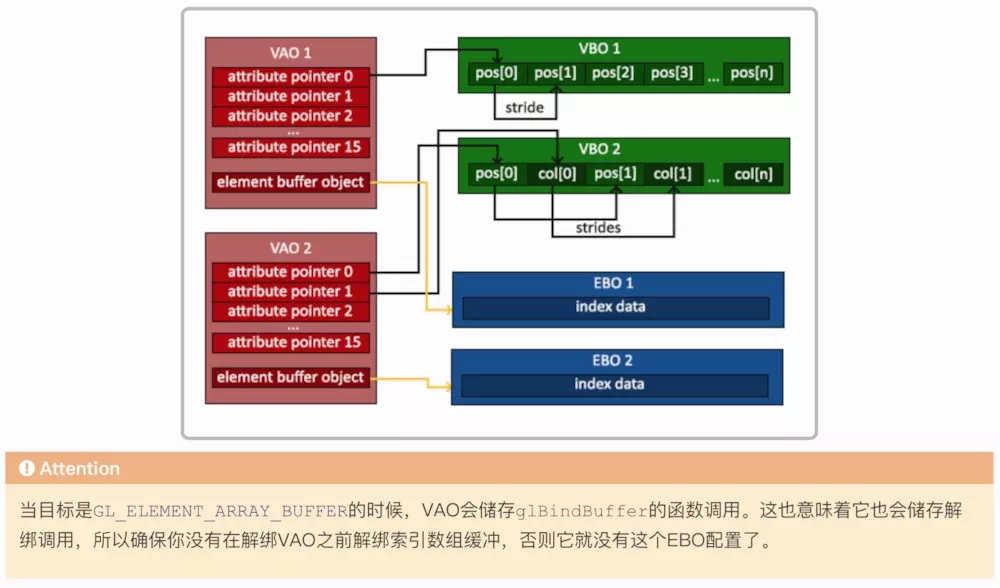 VAO 1
attribute pointer 0
attribute pointer 1
attribute pointer 2
...
attribute pointer 15
element buffer object
VBO 1
pos[0] pos[1] pos[2] pos[3] ... pos[n]
stride
VBO 2
pos[0] col[0] pos[1] col[1] ... col[n]
strides
VAO 2
attribute pointer 0
attribute pointer 1
attribute pointer 2
...
attribute pointer 15
element buffer object
EBO 1
index data
EBO 2
index data
Attention
当目标是GL_ELEMENT_ARRAY_BUFFER的时候，VAO会储存glBindBuffer的函数调用。这也意味着它也会储存解
绑调用，所以确保你没有在解绑VAO之前解绑索引数组缓冲，否则它就没有这个EBO配置了。